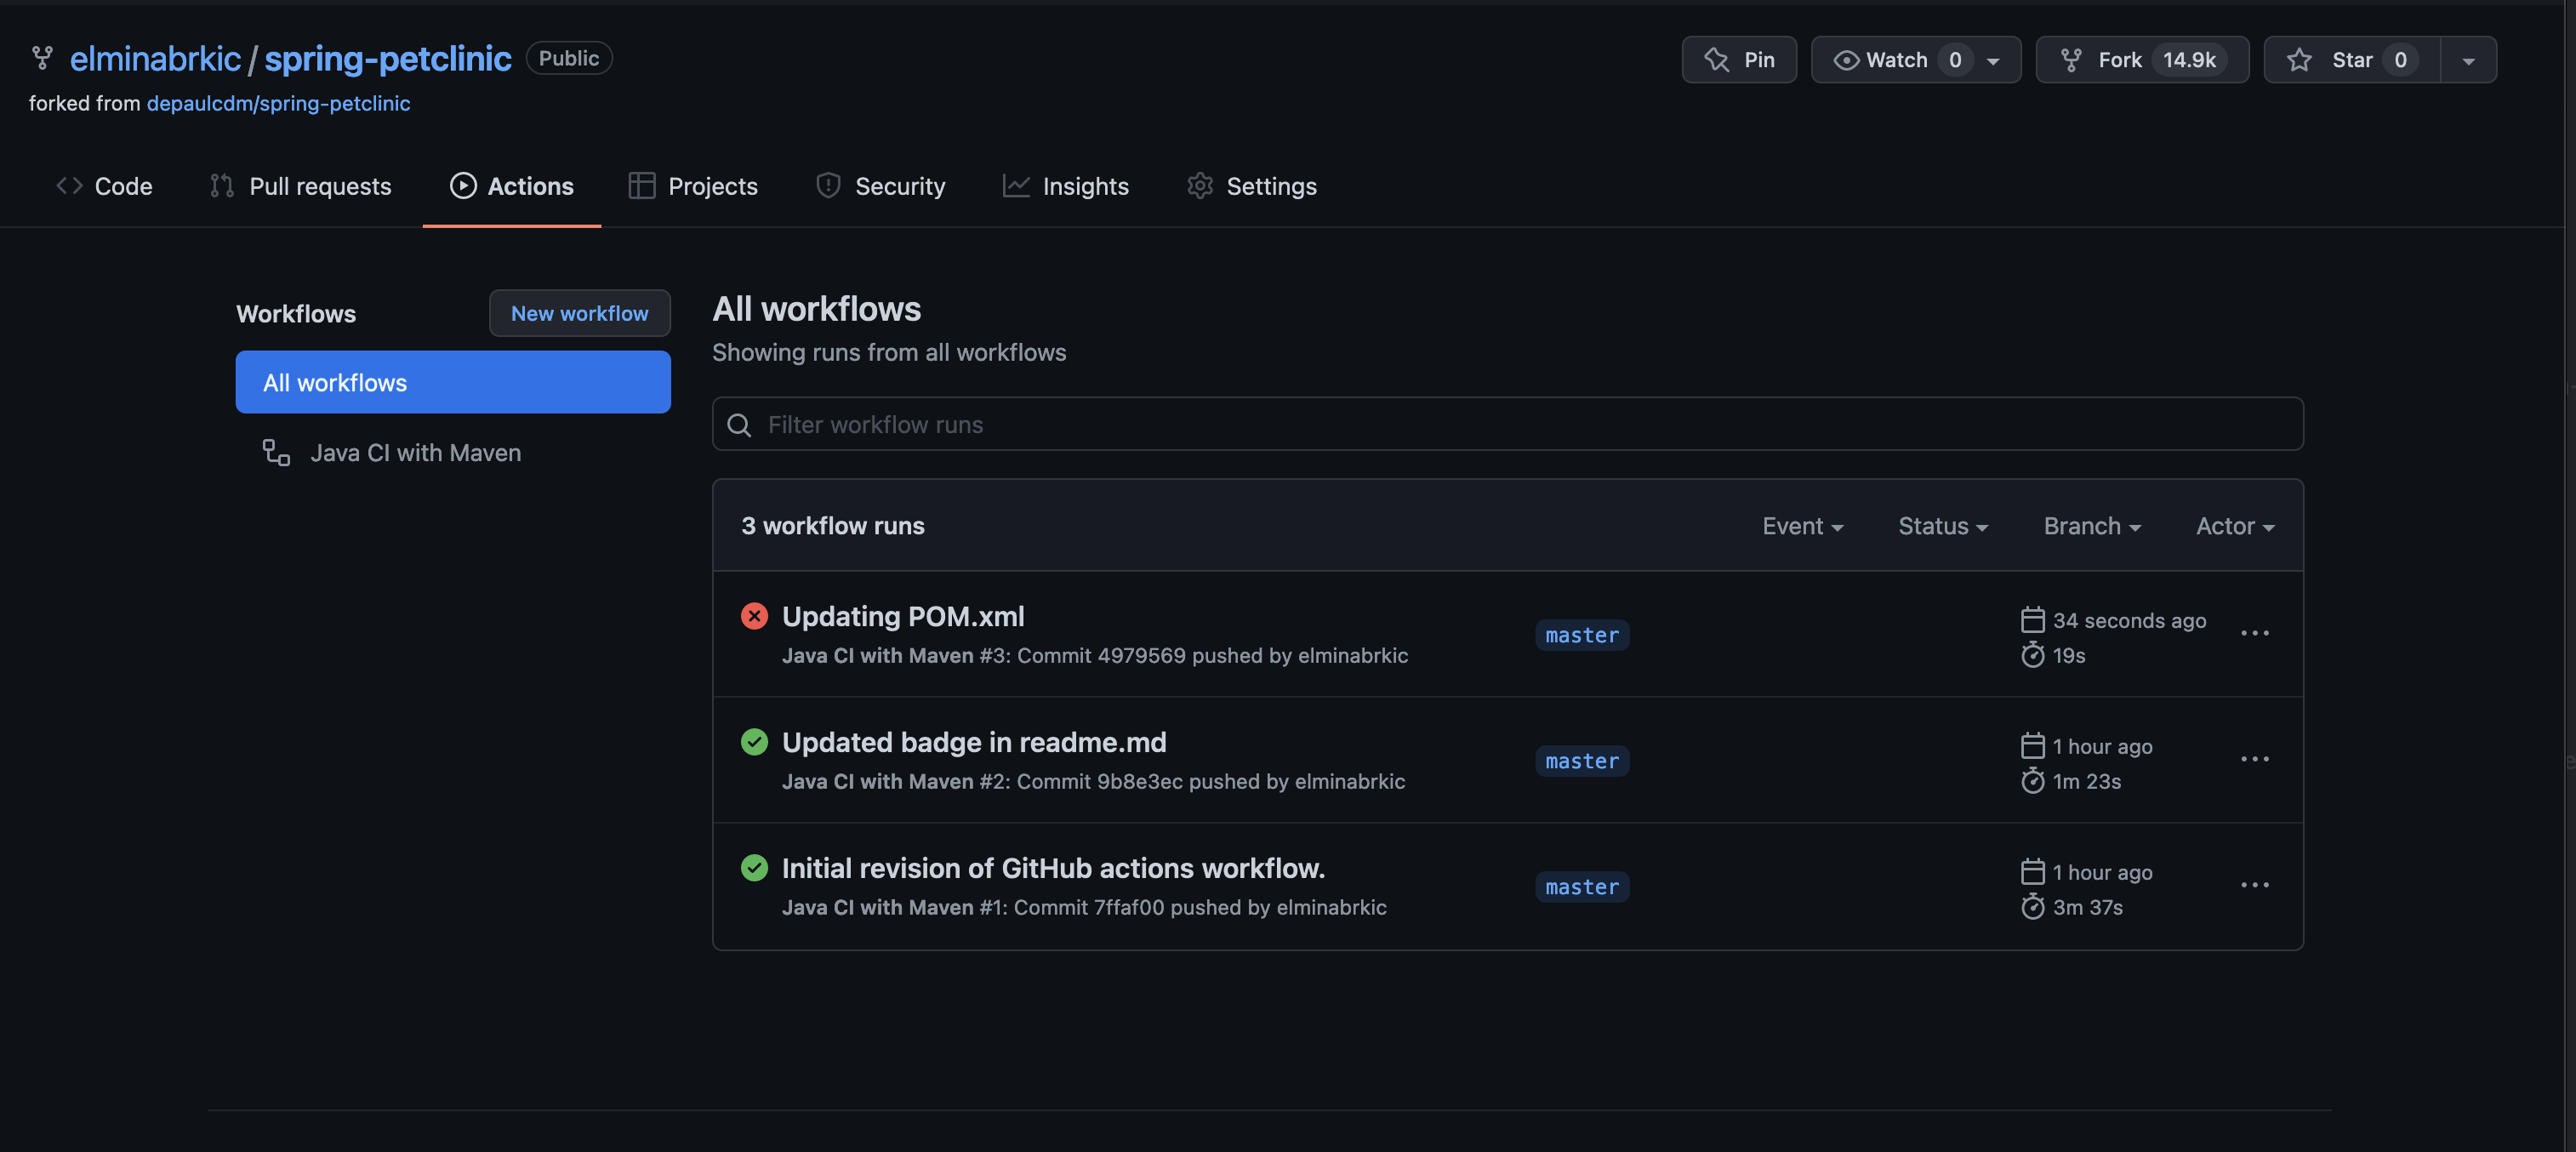 elminabrkic / spring-petclinic Public
Pin Watch 0 Fork 14.9k Star 0
forked from depaulcdm/spring-petclinic
Code Pull requests Actions Projects Security Insights Settings
Workflows New workflow
All workflows
Java CI with Maven
All workflows
Showing runs from all workflows
Filter workflow runs
3 workflow runs Event Status Branch Actor
Updating POM.xml
Java CI with Maven #3: Commit 4979569 pushed by elminabrkic
master
34 seconds ago
19s
Updated badge in readme.md
Java CI with Maven #2: Commit 9b8e3ec pushed by elminabrkic
master
1 hour ago
1m 23s
Initial revision of GitHub actions workflow.
Java CI with Maven #1: Commit 7ffaf00 pushed by elminabrkic
master
1 hour ago
3m 37s